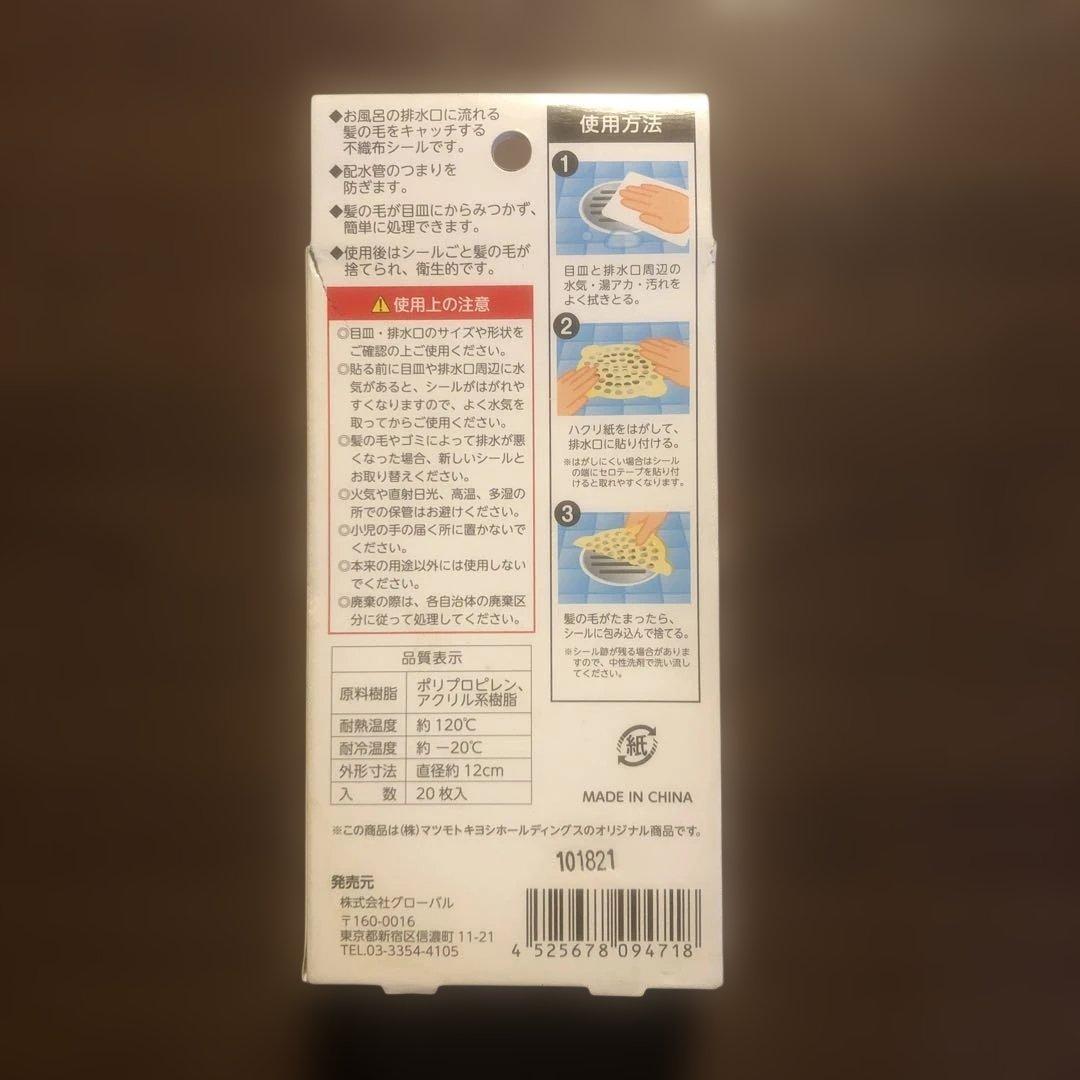 ◆お風呂の排水口に流れる
髪の毛をキャッチする
不織布シールです。
◆配水管のつまりを
防ぎます。
◆髪の毛が目皿にからみつかず、
簡単に処理できます。
◆使用後はシールごと髪の毛が
捨てられ、衛生的です。
使用上の注意
◎目皿・排水口のサイズや形状を
ご確認の上ご使用ください。
◎貼る前に目皿や排水口周辺に水
気があると、シールがはがれや
すくなりますので、よく水気を
取ってからご使用ください。
◎髪の毛やゴミによって排水が悪
くなった場合、新しいシールと
お取り替えください。
◎火気や直射日光、高温、多湿の
所での保管はお避けください。
◎小児の手の届く所に置かないで
ください。
◎本来の用途以外には使用しない
でください。
◎廃棄の際は、各自治体の廃棄区
分に従って処理してください。
品質表示
原料樹脂 ポリプロピレン、
アクリル系樹脂
耐熱温度 約120℃
耐冷温度 約−20℃
外形寸法 直径約12cm
入 数 20枚入
使用方法
1
目皿と排水口周辺の
水気・湯アカ・汚れを
よく拭きとる。
2
ハクリ紙をはがして、
排水口に貼り付ける。
※はがしにくい場合はシール
の端にセロテープを貼り付
けると取れやすくなります。
3
髪の毛がたまったら、
シールに包み込んで捨てる。
※シール跡が残る場合がありま
すので、中性洗剤で洗い流し
てください。
紙
MADE IN CHINA
※この商品は(株)マツモトキヨシホールディングスのオリジナル商品です。
101821
発売元
株式会社グローバル
〒160-0016
東京都新宿区信濃町11-21
TEL.03-3354-4105
4 525678 094718